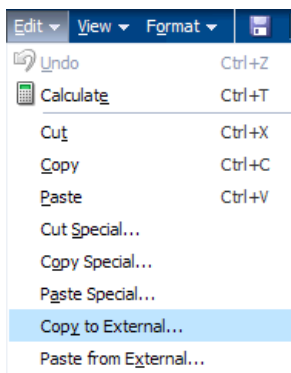 Edit View Format
Undo Ctrl+Z
Calculate Ctrl+T
Cut Ctrl+X
Copy Ctrl+C
Paste Ctrl+V
Cut Special...
Copy Special...
Paste Special...
Copy to External...
Paste from External...